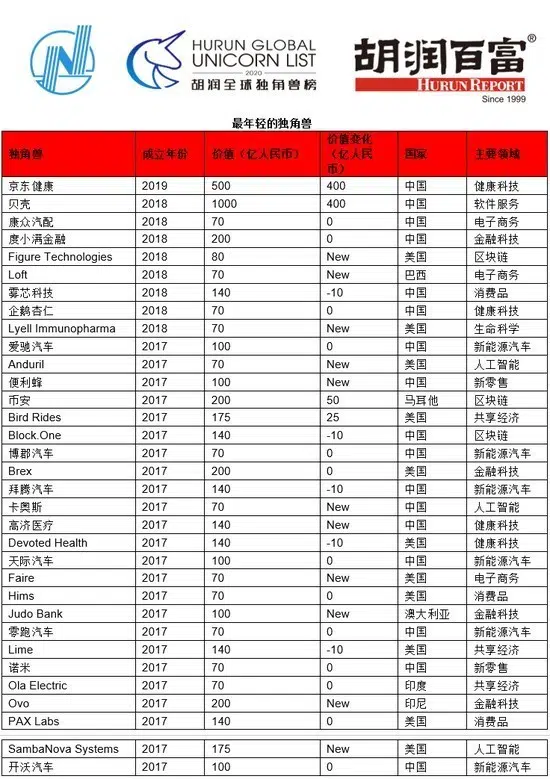 N
HURUN GLOBAL
UNICORN LIST
2020
胡润全球独角兽榜
胡润百富®
HURUN REPORT
Since 1999
最年轻的独角兽
独角兽 成立年份 价值（亿人民币） 价值变化（亿人民币） 国家 主要领域
京东健康 2019 500 400 中国 健康科技
贝壳 2018 1000 400 中国 软件服务
康众汽配 2018 70 0 中国 电子商务
度小满金融 2018 200 0 中国 金融科技
Figure Technologies 2018 80 New 美国 区块链
Loft 2018 70 New 巴西 电子商务
雾芯科技 2018 140 -10 中国 消费品
企鹅杏仁 2018 70 0 中国 健康科技
Lyell Immunopharma 2018 70 New 美国 生命科学
爱驰汽车 2017 100 0 中国 新能源汽车
Anduril 2017 70 New 美国 人工智能
便利蜂 2017 100 New 中国 新零售
币安 2017 200 50 马耳他 区块链
Bird Rides 2017 175 25 美国 共享经济
Block.One 2017 140 -10 中国 区块链
博郡汽车 2017 70 0 中国 新能源汽车
Brex 2017 200 0 美国 金融科技
拜腾汽车 2017 140 -10 中国 新能源汽车
卡奥斯 2017 70 New 中国 人工智能
高济医疗 2017 140 New 中国 健康科技
Devoted Health 2017 140 -10 美国 健康科技
天际汽车 2017 100 0 中国 新能源汽车
Faire 2017 70 New 美国 电子商务
Hims 2017 70 0 美国 消费品
Judo Bank 2017 100 New 澳大利亚 金融科技
零跑汽车 2017 70 0 中国 新能源汽车
Lime 2017 140 -10 美国 共享经济
诺米 2017 70 0 中国 新零售
Ola Electric 2017 70 0 印度 共享经济
Ovo 2017 200 New 印尼 金融科技
PAX Labs 2017 140 0 美国 消费品
SambaNova Systems 2017 175 New 美国 人工智能
开沃汽车 2017 100 0 中国 新能源汽车